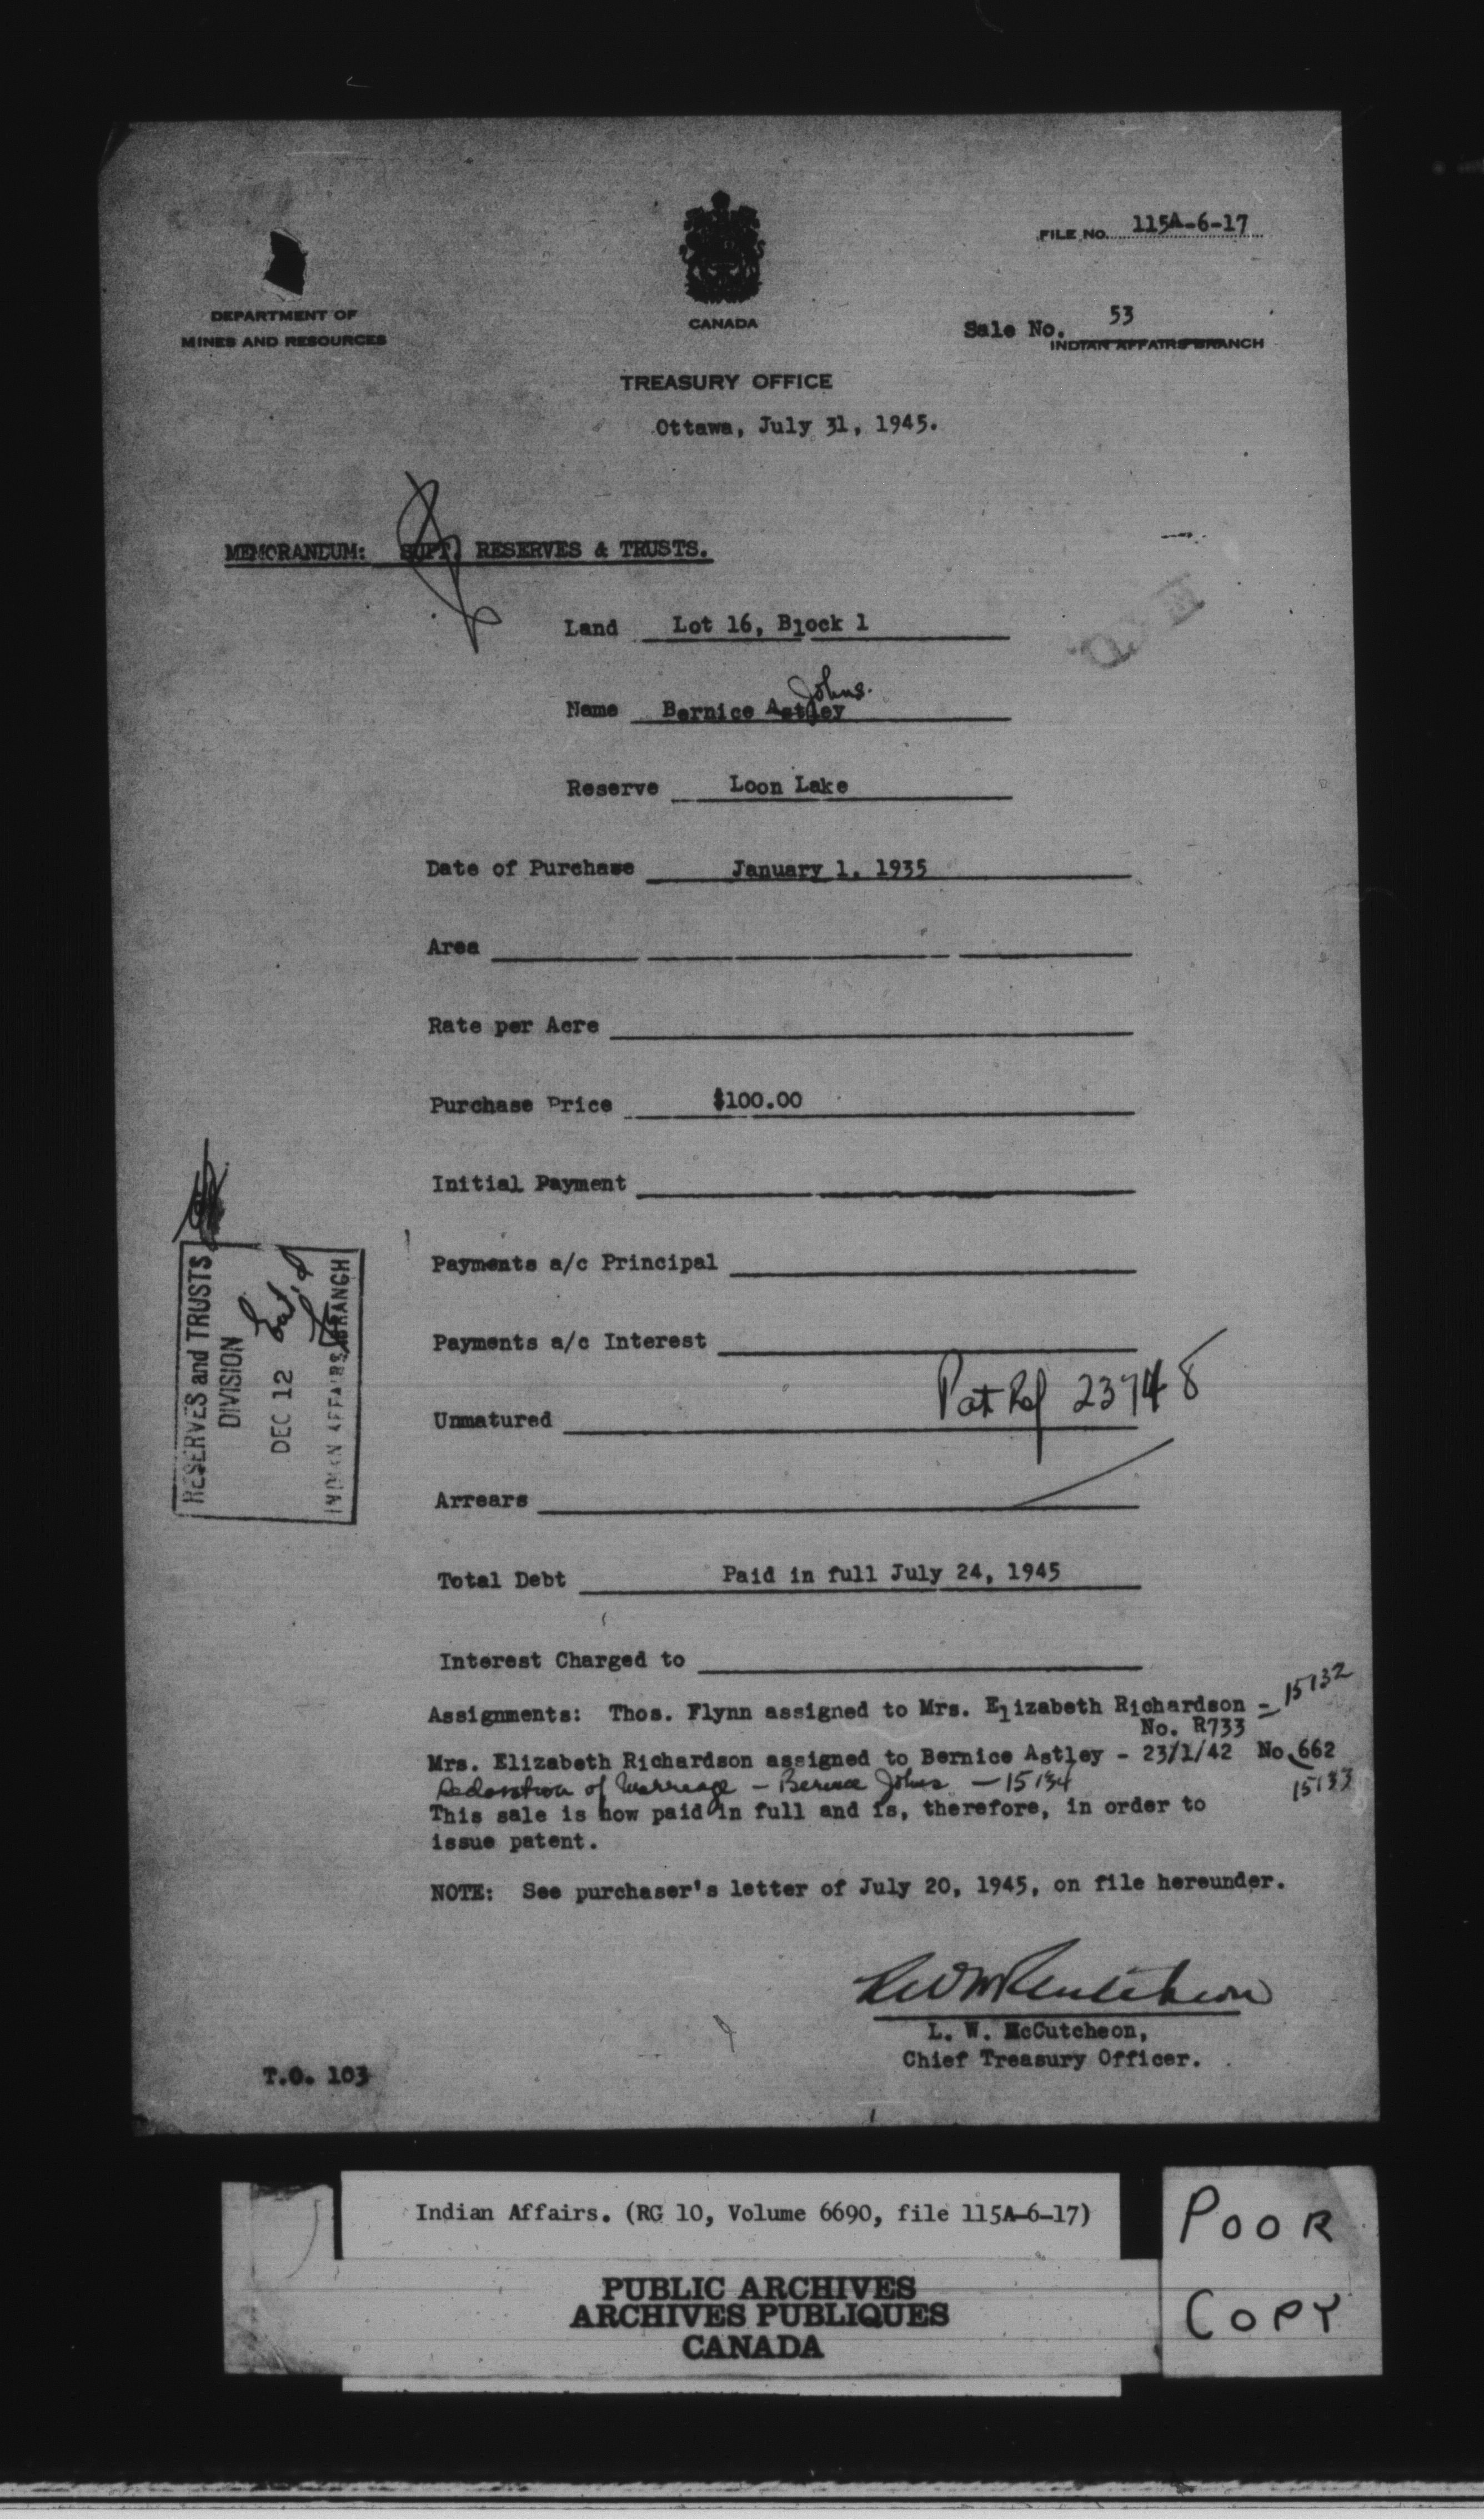 FILE NO. 115A-6-17
DEPARTMENT OF
MINES AND RESOURCES
CANADA
Sale No. 53
INDIAN AFFAIRS BRANCH
TREASURY OFFICE
Ottawa, July 31, 1945.
MEMORANDUM: SUPT. RESERVES & TRUSTS.
Land Lot 16, Block 1
Johns.
Name Bernice Astley
Reserve Loon Lake
Date of Purchase January 1, 1935
Area
Rate per Acre
Purchase Price $100.00
Initial Payment
Payments a/c Principal
Payments a/c Interest
Pat Ref 23748
Unmatured
Arrears
Total Debt Paid in full July 24, 1945
Interest Charged to
Assignments: Thos. Flynn assigned to Mrs. Elizabeth Richardson - 15132
No. R733
Mrs. Elizabeth Richardson assigned to Bernice Astley - 23/1/42 No. 662
15133
Declaration of Marriage - Bernice Johns - 15134
This sale is now paid in full and is, therefore, in order to
issue patent.
NOTE: See purchaser's letter of July 20, 1945, on file hereunder.
L. W. McCutcheon,
Chief Treasury Officer.
T.O. 103
RESERVES and TRUSTS
DIVISION
DEC 12
INDIAN AFFAIRS BRANCH
Indian Affairs. (RG 10, Volume 6690, file 115A-6-17)
PUBLIC ARCHIVES
ARCHIVES PUBLIQUES
CANADA
POOR
COPY